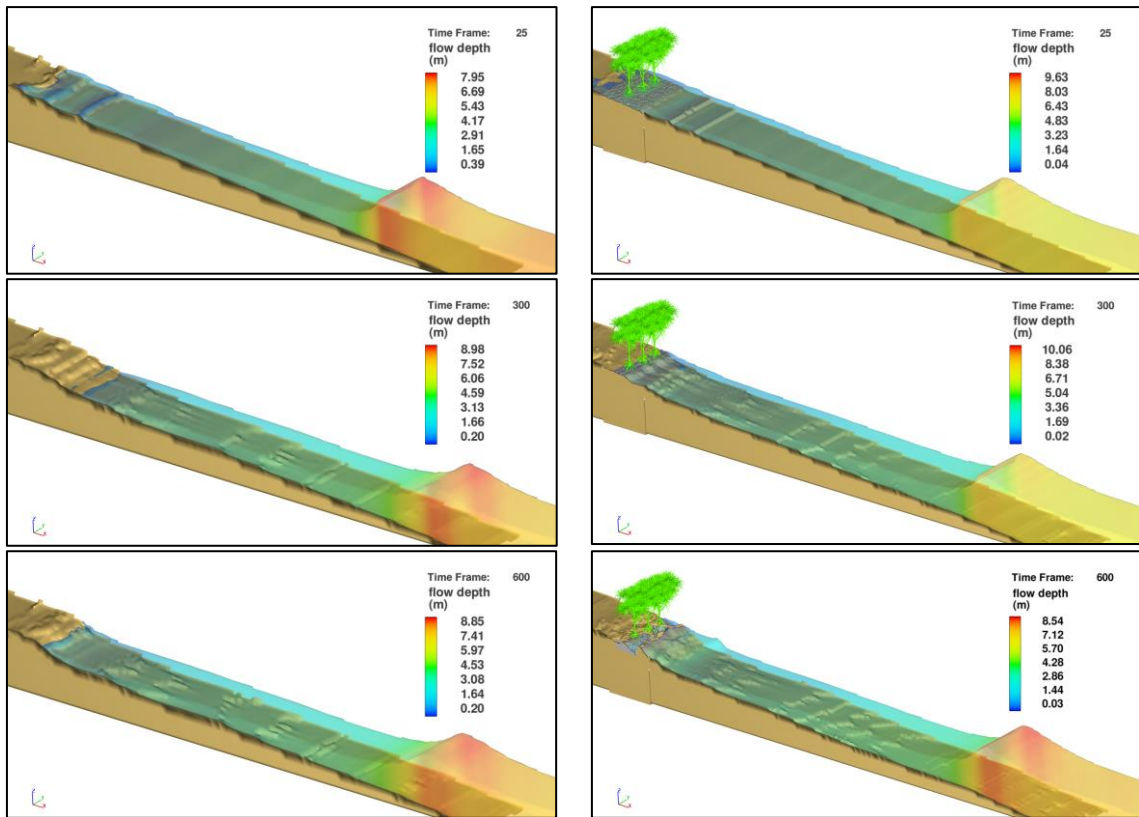 Time Frame: 25
flow depth
(m)
7.95
6.69
5.43
4.17
2.91
1.65
0.39
Time Frame: 25
flow depth
(m)
9.63
8.03
6.43
4.83
3.23
1.64
0.04
Time Frame: 300
flow depth
(m)
8.98
7.52
6.06
4.59
3.13
1.66
0.20
Time Frame: 300
flow depth
(m)
10.06
8.38
6.71
5.04
3.36
1.69
0.02
Time Frame: 600
flow depth
(m)
8.85
7.41
5.97
4.53
3.08
1.64
0.20
Time Frame: 600
flow depth
(m)
8.54
7.12
5.70
4.28
2.86
1.44
0.03